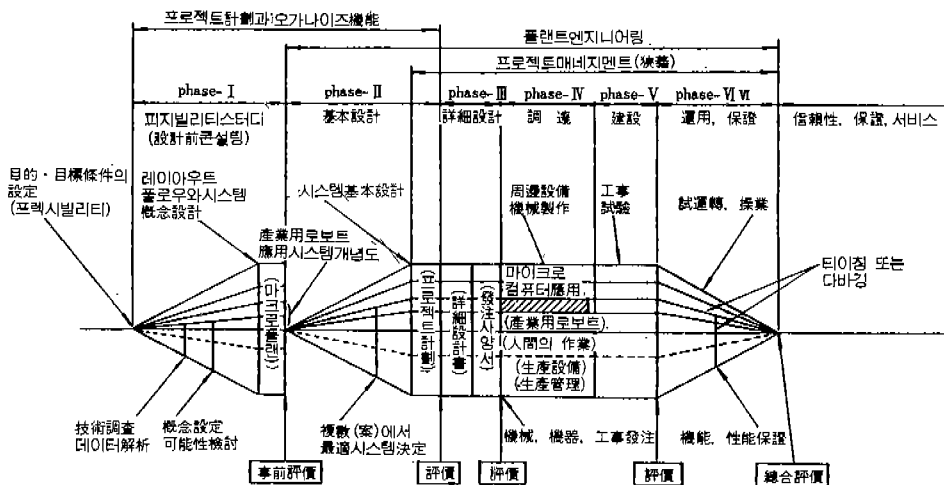 프로젝트計劃과오가나이즈機能
플랜트엔지니어링
프로젝트매네지멘트(狹義)
phase-Ⅰ
phase-Ⅱ
phase-Ⅲ
phase-Ⅳ
phase-Ⅴ
phase-Ⅵ Ⅵ
피지빌리티스터디
(設計前콘설팅)
基本設計
詳細設計
調達
建設
運用, 保證
信賴性, 保證, 서비스
目的・目標條件의
設定
(프렉시빌리티)
레이아우트
플로우와시스템
概念設計
시스템基本設計
周邊設備
機械製作
工事
試驗
試運轉, 操業
産業用로보트
應用시스템개념도
티이칭 또는
다바깅
(마크로플랜)
(프로젝트計劃)
(詳細設計書)
(發注사양서)
마이크로
컴퓨터應用
(産業用로보트)
(人間의 作業)
(生産設備)
(生産管理)
技術調査
데이터解析
概念設定
可能性檢討
複數(案)에서
最適시스템決定
機械, 機器, 工事發注
機能, 性能保證
事前評價
評價
評價
評價
總合評價